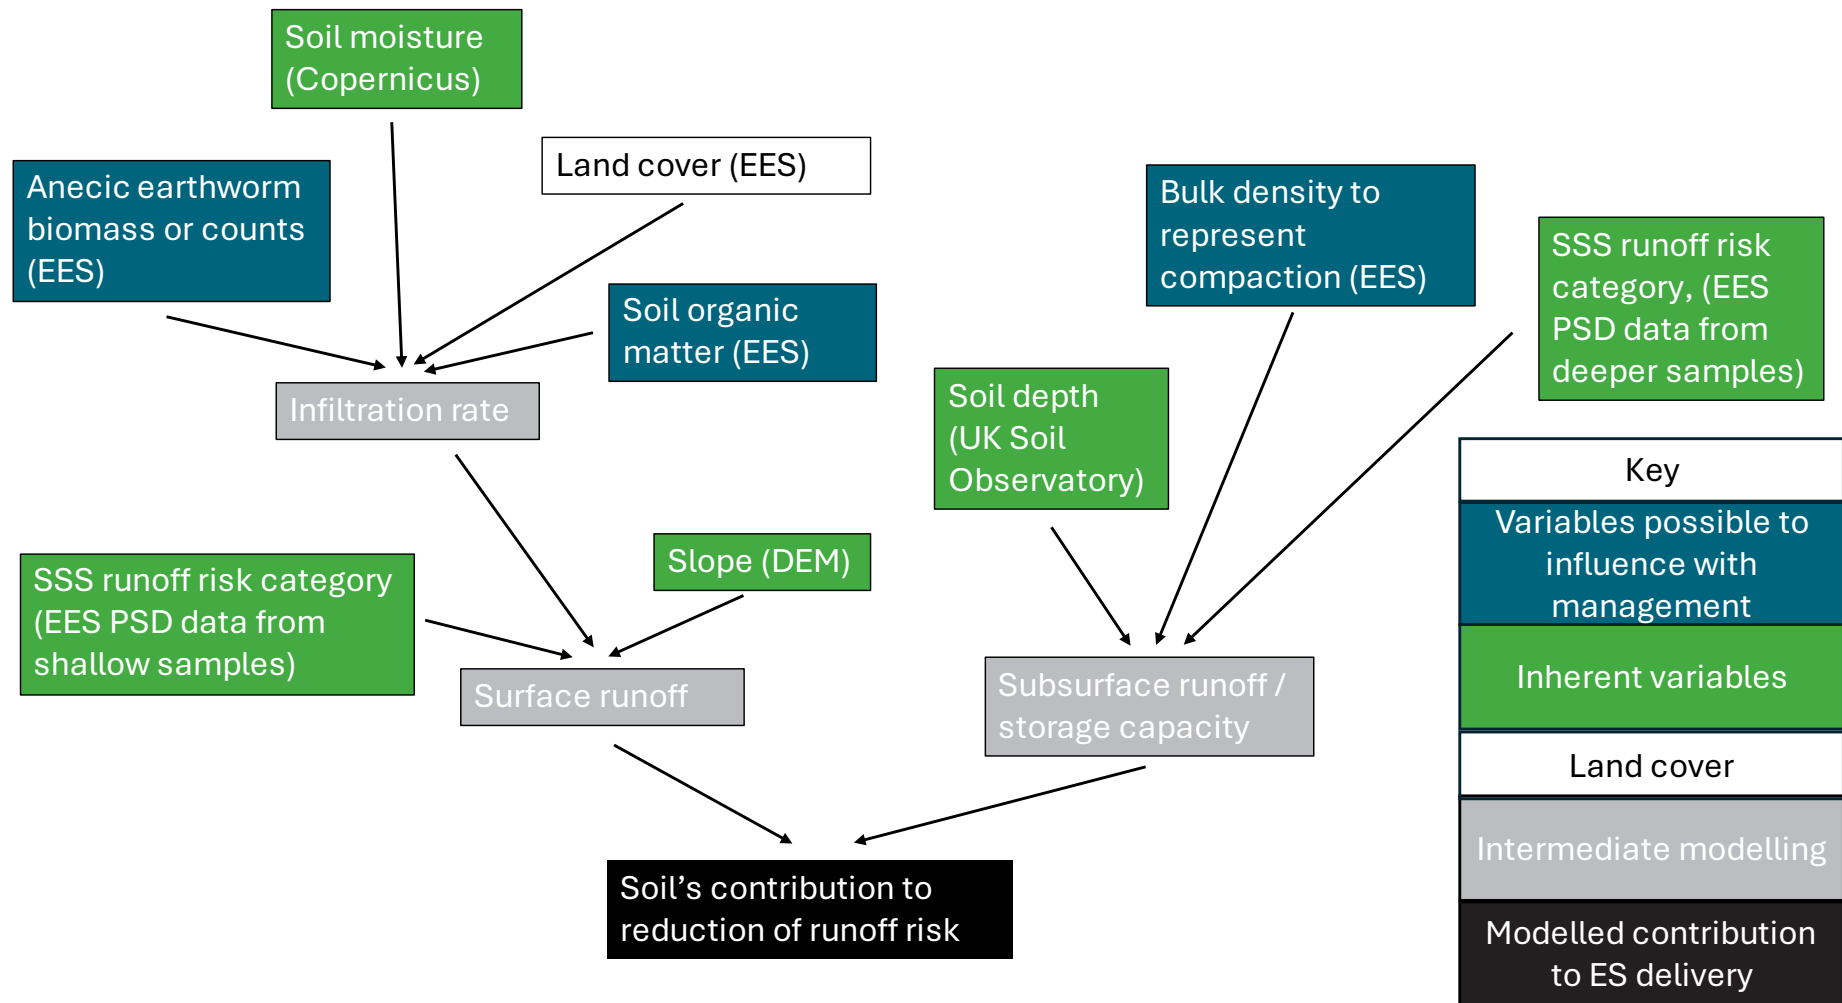 Soil moisture
(Copernicus)
Land cover (EES)
Anecic earthworm
biomass or counts
(EES)
Bulk density to
represent
compaction (EES)
SSS runoff risk
category, (EES
PSD data from
deeper samples)
Soil organic
matter (EES)
Infiltration rate
Soil depth
(UK Soil
Observatory)
Slope (DEM)
SSS runoff risk category
(EES PSD data from
shallow samples)
Surface runoff
Subsurface runoff /
storage capacity
Soil’s contribution to
reduction of runoff risk
Key
Variables possible to
influence with
management
Inherent variables
Land cover
Intermediate modelling
Modelled contribution
to ES delivery